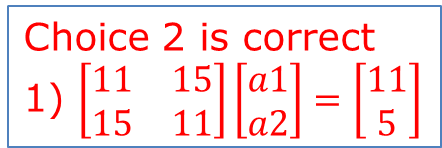 Choice 2 is correct
1) [11 15 15 11] [a1 a2] = [11 5]